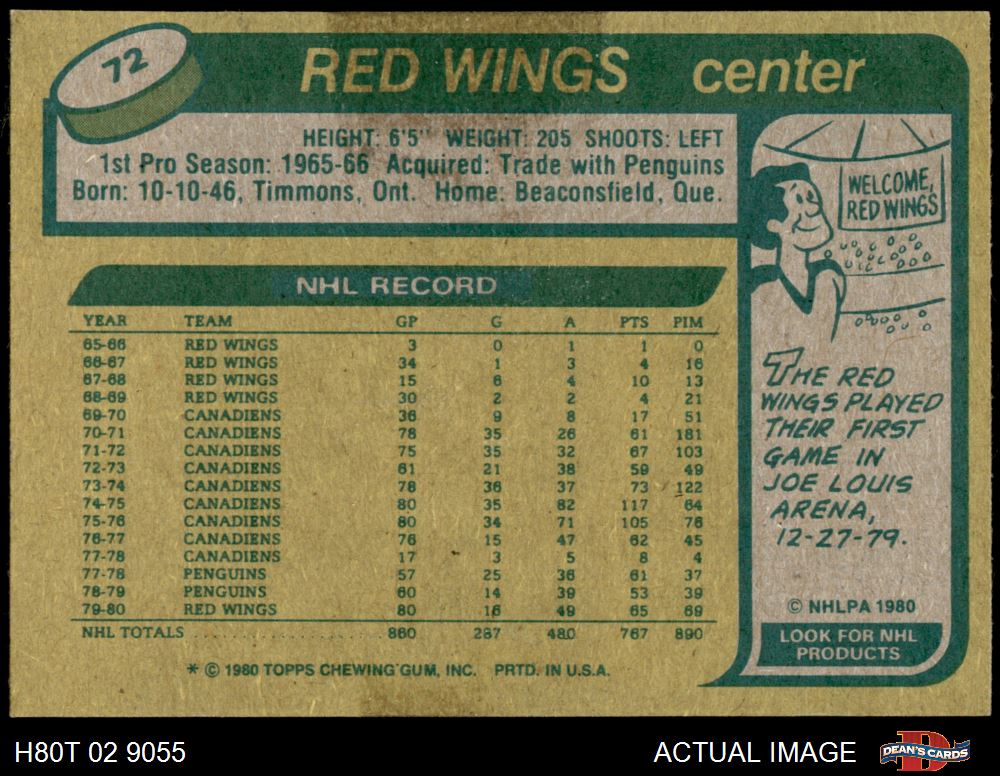 72
RED WINGS center
HEIGHT: 6'5" WEIGHT: 205 SHOOTS: LEFT
1st Pro Season: 1965-66 Acquired: Trade with Penguins
Born: 10-10-46, Timmons, Ont. Home: Beaconsfield, Que.
WELCOME,
RED WINGS
NHL RECORD
YEAR TEAM GP G A PTS PIM
65-66 RED WINGS 3 0 1 1 0
66-67 RED WINGS 34 1 3 4 16
67-68 RED WINGS 15 6 4 10 13
68-69 RED WINGS 30 2 2 4 21
69-70 CANADIENS 36 9 8 17 51
70-71 CANADIENS 78 35 26 61 181
71-72 CANADIENS 75 35 32 67 103
72-73 CANADIENS 61 21 38 59 49
73-74 CANADIENS 78 36 37 73 122
74-75 CANADIENS 80 35 82 117 64
75-76 CANADIENS 80 34 71 105 76
76-77 CANADIENS 76 15 47 62 45
77-78 CANADIENS 17 3 5 8 4
77-78 PENGUINS 57 25 36 61 37
78-79 PENGUINS 60 14 39 53 39
79-80 RED WINGS 80 16 49 65 69
NHL TOTALS .................... 860 287 480 767 890
* © 1980 TOPPS CHEWING GUM, INC. PRTD. IN U.S.A.
THE RED
WINGS PLAYED
THEIR FIRST
GAME IN
JOE LOUIS
ARENA,
12-27-79.
© NHLPA 1980
LOOK FOR NHL
PRODUCTS
H80T 02 9055
ACTUAL IMAGE
D
DEAN'S CARDS